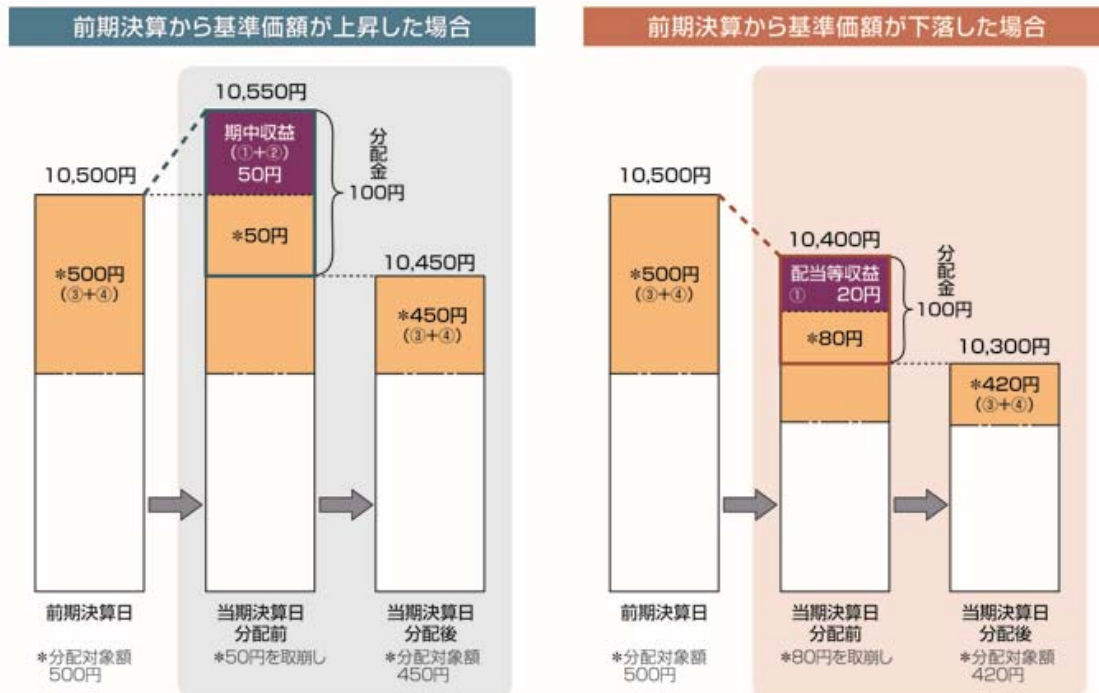 前期決算から基準価額が上昇した場合
10,550円
期中収益
(①+②)
50円
分配金
100円
10,500円
*50円
*500円
(③+④)
10,450円
*450円
(③+④)
前期決算日
当期決算日
分配前
当期決算日
分配後
*分配対象額
500円
*50円を取崩し
*分配対象額
450円
前期決算から基準価額が下落した場合
10,500円
10,400円
配当等収益
① 20円
分配金
100円
*500円
(③+④)
*80円
10,300円
*420円
(③+④)
前期決算日
当期決算日
分配前
当期決算日
分配後
*分配対象額
500円
*80円を取崩し
*分配対象額
420円